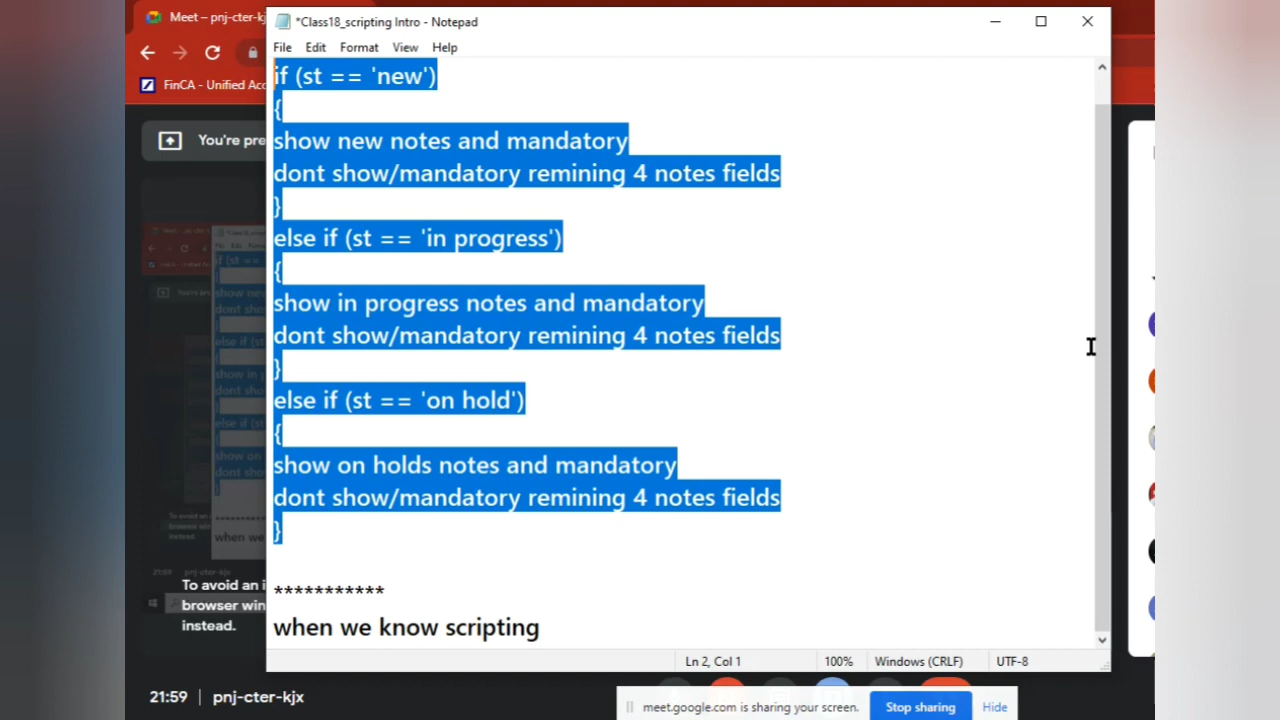 Meet – pnj-cter-kj
*Class18_scripting Intro - Notepad
File Edit Format View Help
FinCA - Unified Acc
You're pre
if (st == 'new')
{
show new notes and mandatory
dont show/mandatory remining 4 notes fields
}
else if (st == 'in progress')
{
show in progress notes and mandatory
dont show/mandatory remining 4 notes fields
}
else if (st == 'on hold')
{
show on holds notes and mandatory
dont show/mandatory remining 4 notes fields
}
***********
when we know scripting
To avoid an i
browser win
instead.
Ln 2, Col 1 100% Windows (CRLF) UTF-8
21:59 | pnj-cter-kjx
meet.google.com is sharing your screen. Stop sharing Hide